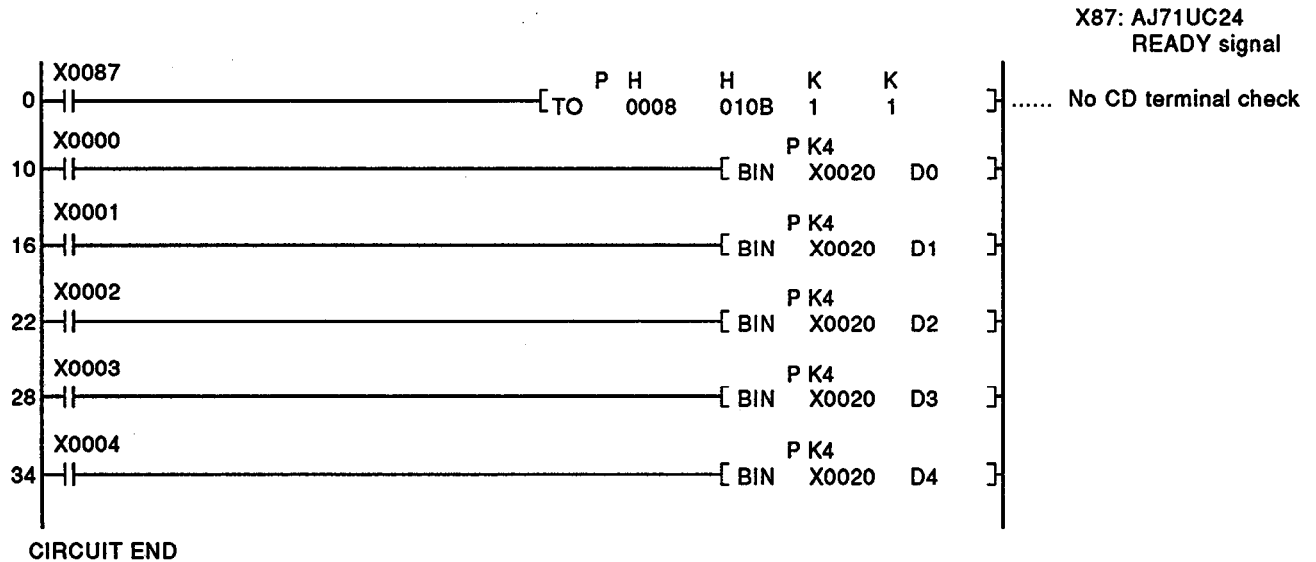 X87: AJ71UC24
READY signal
X0087
P H H K K
0 TO 0008 010B 1 1 ...... No CD terminal check
X0000
P K4
10 BIN X0020 D0
X0001
P K4
16 BIN X0020 D1
X0002
P K4
22 BIN X0020 D2
X0003
P K4
28 BIN X0020 D3
X0004
P K4
34 BIN X0020 D4
CIRCUIT END